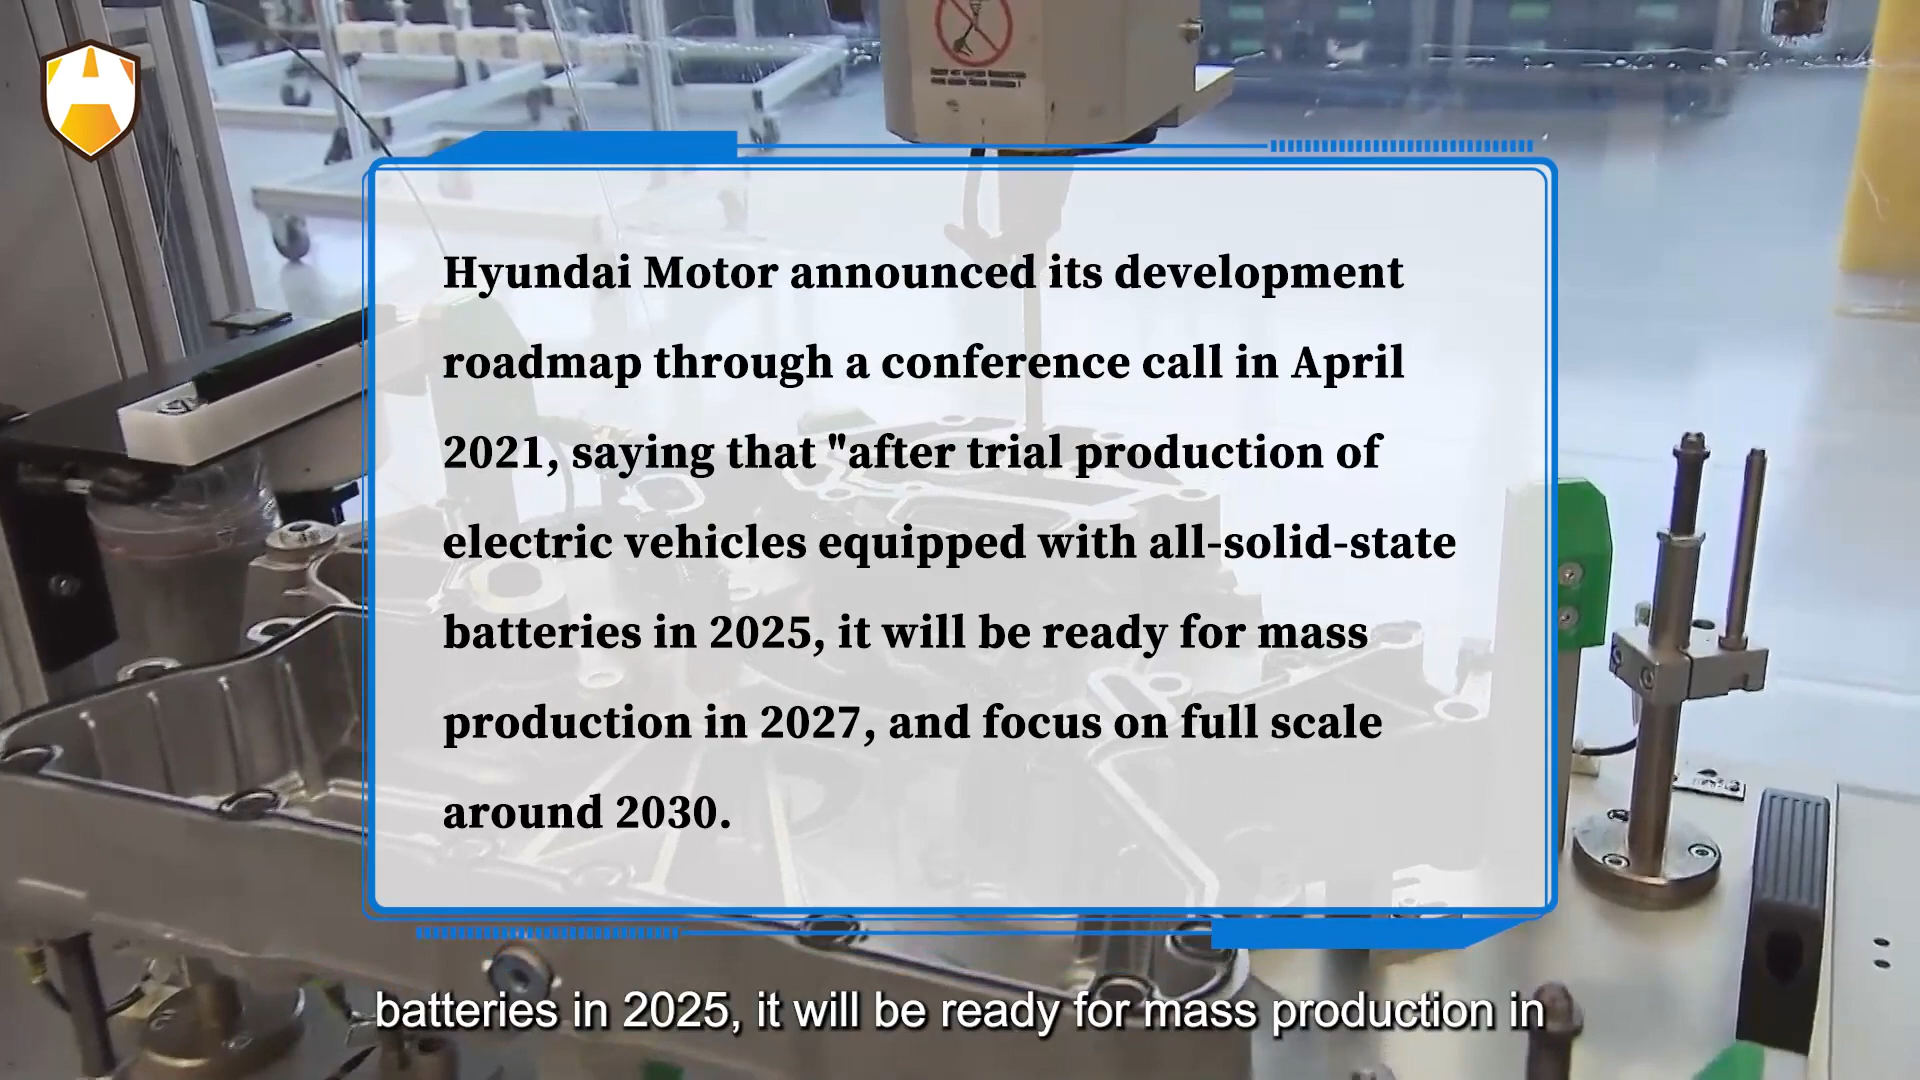 Hyundai Motor announced its development
roadmap through a conference call in April
2021, saying that "after trial production of
electric vehicles equipped with all-solid-state
batteries in 2025, it will be ready for mass
production in 2027, and focus on full scale
around 2030.
batteries in 2025, it will be ready for mass production in